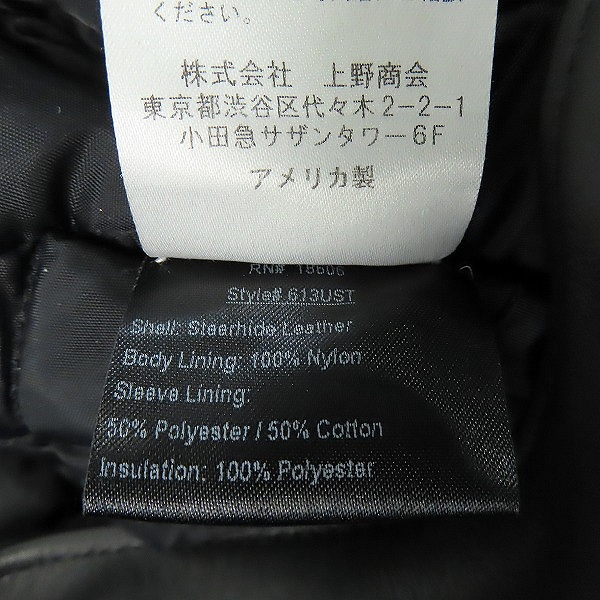 ください。
株式会社 上野商会
東京都渋谷区代々木2-2-1
小田急サザンタワー6F
アメリカ製
RN# 18606
Style#.613UST
Shell: Steerhide Leather
Body Lining: 100% Nylon
Sleeve Lining:
50% Polyester / 50% Cotton
Insulation: 100% Polyester